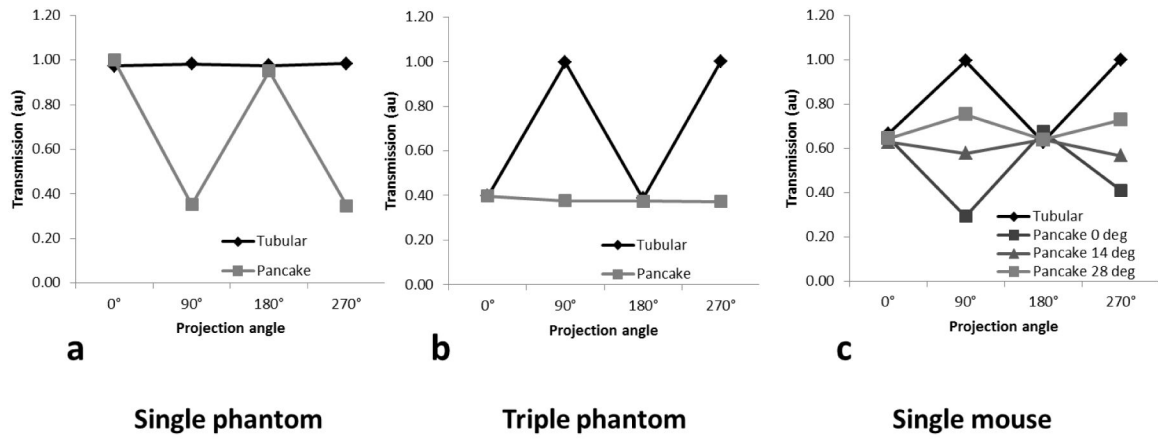 1.20
1.00
0.80
0.60
0.40
0.20
0.00
Transmission (au)
Tubular
Pancake
0° 90° 180° 270°
Projection angle
a
Single phantom
1.20
1.00
0.80
0.60
0.40
0.20
0.00
Transmission (au)
Tubular
Pancake
0° 90° 180° 270°
Projection angle
b
Triple phantom
1.20
1.00
0.80
0.60
0.40
0.20
0.00
Transmission (au)
Tubular
Pancake 0 deg
Pancake 14 deg
Pancake 28 deg
0° 90° 180° 270°
Projection angle
c
Single mouse